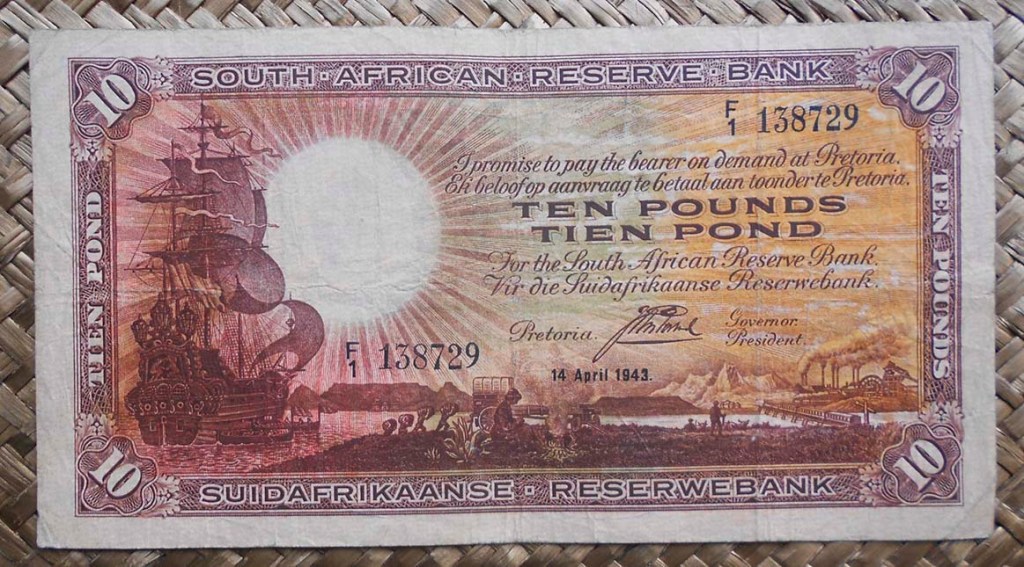 10 SOUTH · AFRICAN · RESERVE · BANK 10
F/1 138729
I promise to pay the bearer on demand at Pretoria.
Ek beloof op aanvraag te betaal aan toonder te Pretoria.
TEN POUNDS
TIEN POND
For the South African Reserve Bank.
Vir die Suidafrikaanse Reserwebank.
Pretoria.
Governor.
President.
F/1 138729
14 April 1943.
TIEN POND
TEN POUNDS
10 SUIDAFRIKAANSE · RESERWEBANK 10